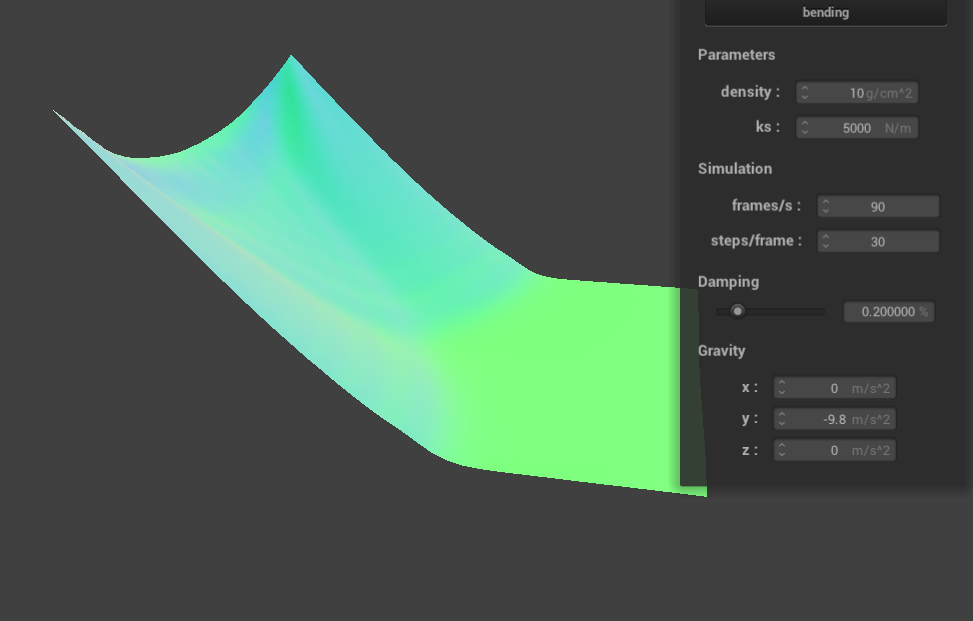 bending
Parameters
density : 10 g/cm^2
ks : 5000 N/m
Simulation
frames/s : 90
steps/frame : 30
Damping
0.200000 %
Gravity
x : 0 m/s^2
y : -9.8 m/s^2
z : 0 m/s^2